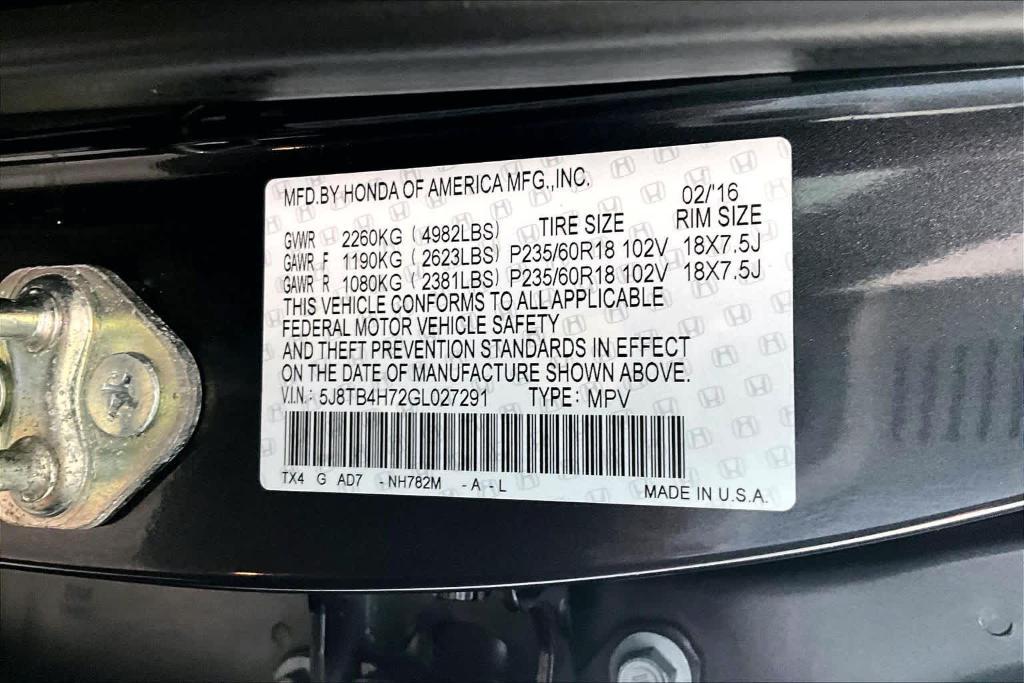 MFD.BY HONDA OF AMERICA MFG.,INC. 02/'16
GVWR 2260KG (4982LBS) TIRE SIZE RIM SIZE
GAWR F 1190KG (2623LBS) P235/60R18 102V 18X7.5J
GAWR R 1080KG (2381LBS) P235/60R18 102V 18X7.5J
THIS VEHICLE CONFORMS TO ALL APPLICABLE
FEDERAL MOTOR VEHICLE SAFETY
AND THEFT PREVENTION STANDARDS IN EFFECT
ON THE DATE OF MANUFACTURE SHOWN ABOVE.
V.I.N.: 5J8TB4H72GL027291 TYPE: MPV
TX4 G AD7 -NH782M -A -L
MADE IN U.S.A.